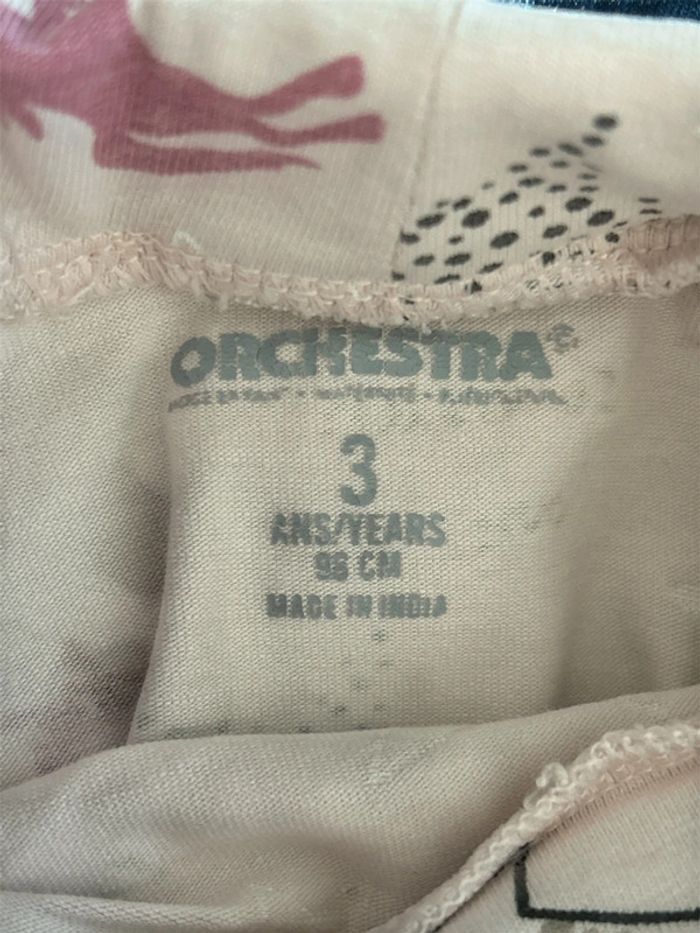 ORCHESTRA®
3
ANS/YEARS
96 CM
MADE IN INDIA